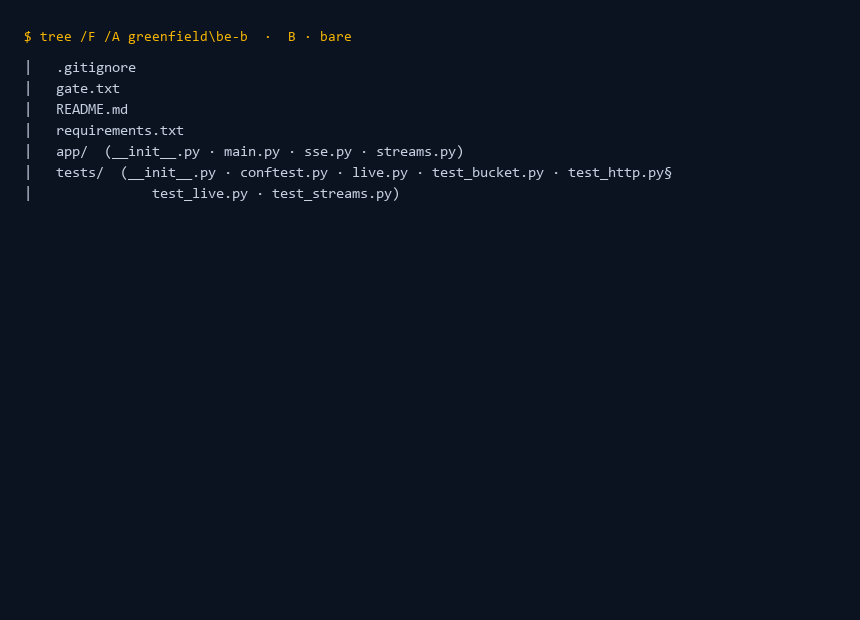 $ tree /F /A greenfield\be-b  ·  B · bare
|   .gitignore
|   gate.txt
|   README.md
|   requirements.txt
|   app/  (__init__.py · main.py · sse.py · streams.py)
|   tests/  (__init__.py · conftest.py · live.py · test_bucket.py · test_http.py§
|               test_live.py · test_streams.py)